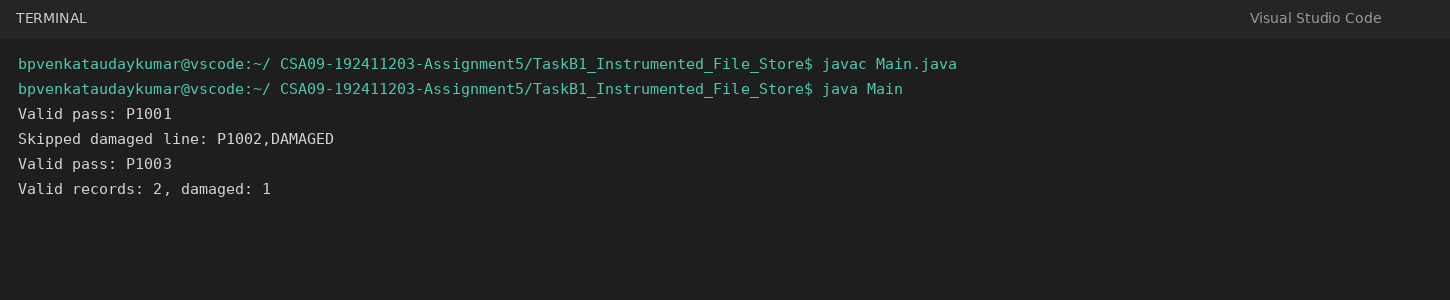 TERMINAL Visual Studio Code
bpvenkataudaykumar@vscode:~/ CSA09-192411203-Assignment5/TaskB1_Instrumented_File_Store$ javac Main.java
bpvenkataudaykumar@vscode:~/ CSA09-192411203-Assignment5/TaskB1_Instrumented_File_Store$ java Main
Valid pass: P1001
Skipped damaged line: P1002,DAMAGED
Valid pass: P1003
Valid records: 2, damaged: 1